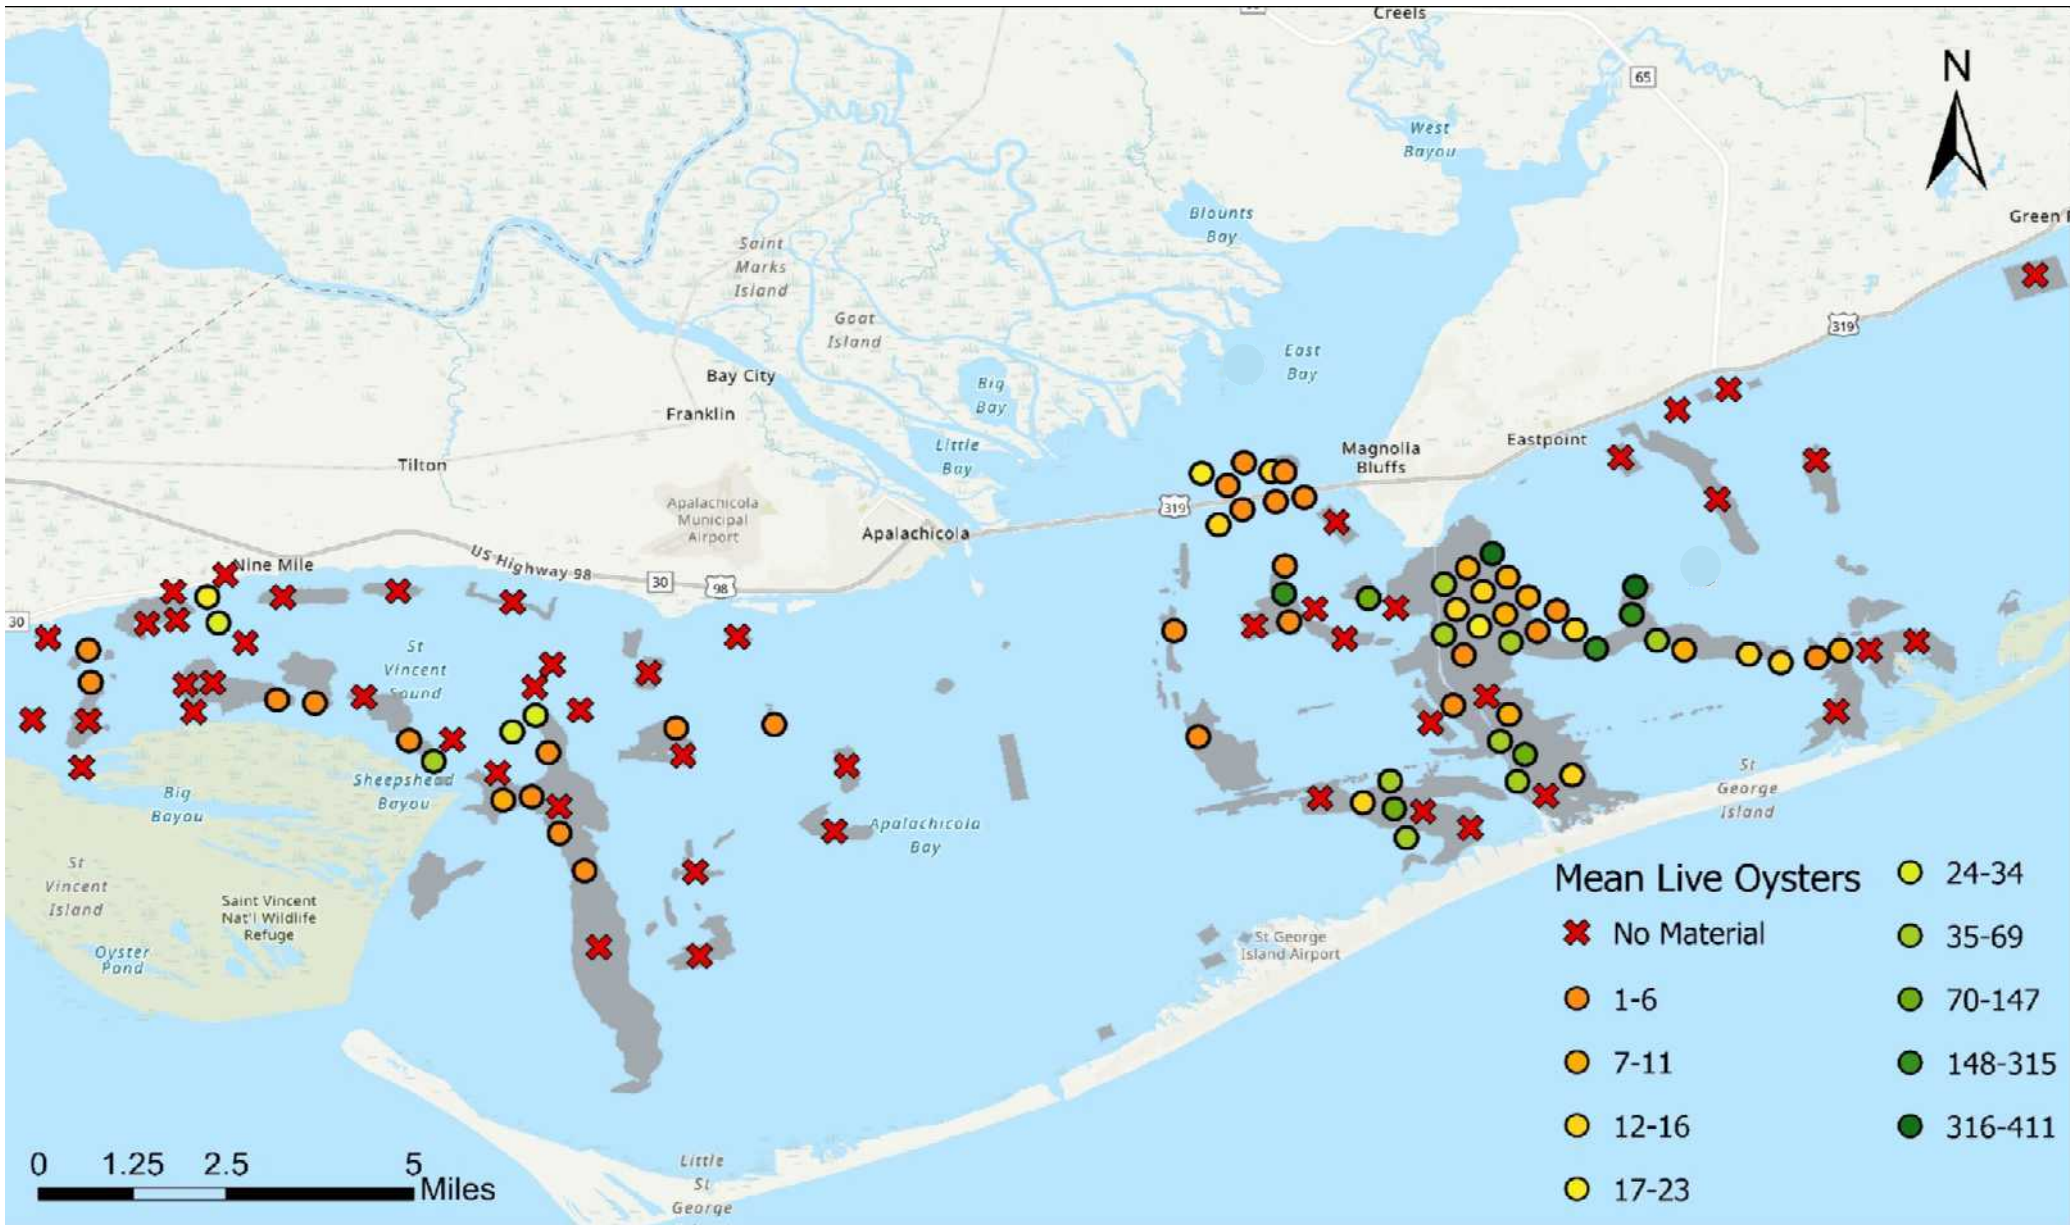 Creels
65
N
West
Bayou
Blounts
Bay
Green
Saint
Marks
Island
Goat
Island
319
East
Bay
Bay City
Big
Bay
Franklin
Little
Bay
Magnolia
Bluffs
Eastpoint
Tilton
Apalachicola
Municipal
Airport
319
Apalachicola
Nine Mile
US Highway 98
30
98
30
St
Vincent
Sound
Sheepshead
Bayou
Big
Bayou
St
George
Island
Apalachicola
Bay
St
Vincent
Island
Saint Vincent
Nat'l Wildlife
Refuge
Oyster
Pond
St George
Island Airport
Mean Live Oysters
No Material
1-6
7-11
12-16
17-23
24-34
35-69
70-147
148-315
316-411
0 1.25 2.5 5
Miles
Little
St
George